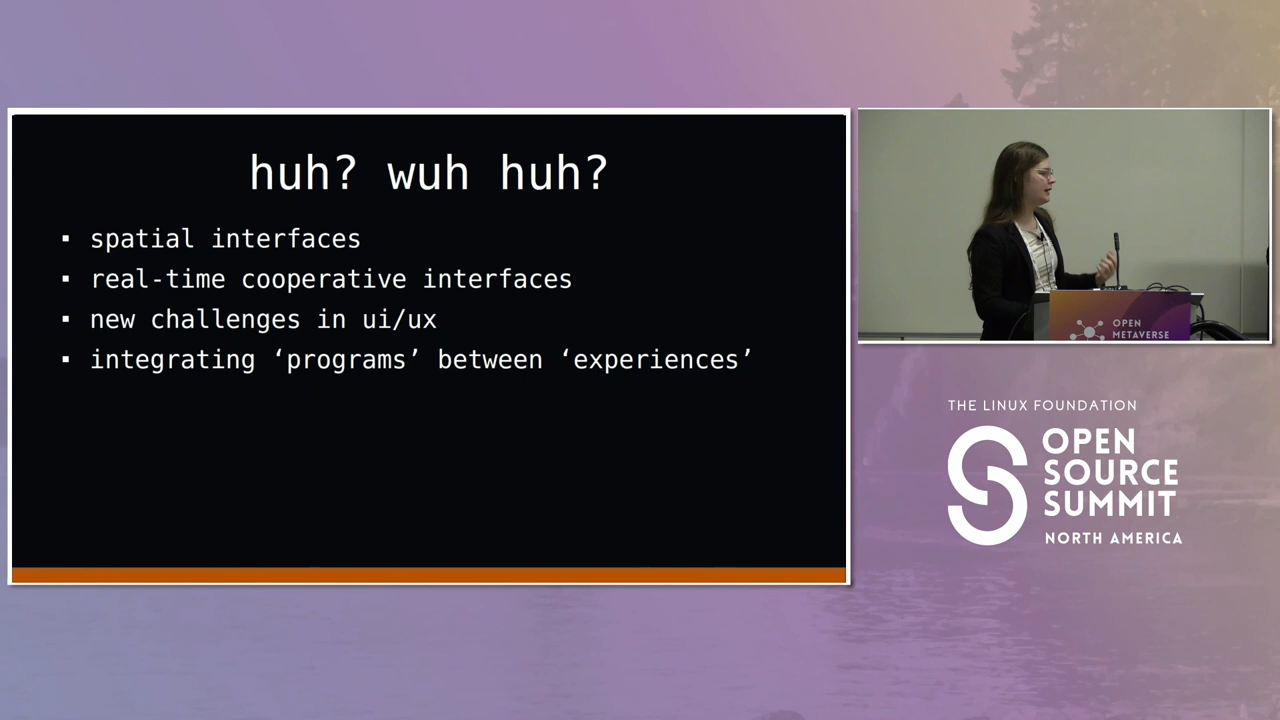 huh? wuh huh?
▪ spatial interfaces
▪ real-time cooperative interfaces
▪ new challenges in ui/ux
▪ integrating ‘programs’ between ‘experiences’
OPEN
METAVERSE
THE LINUX FOUNDATION
OPEN
SOURCE
SUMMIT
NORTH AMERICA